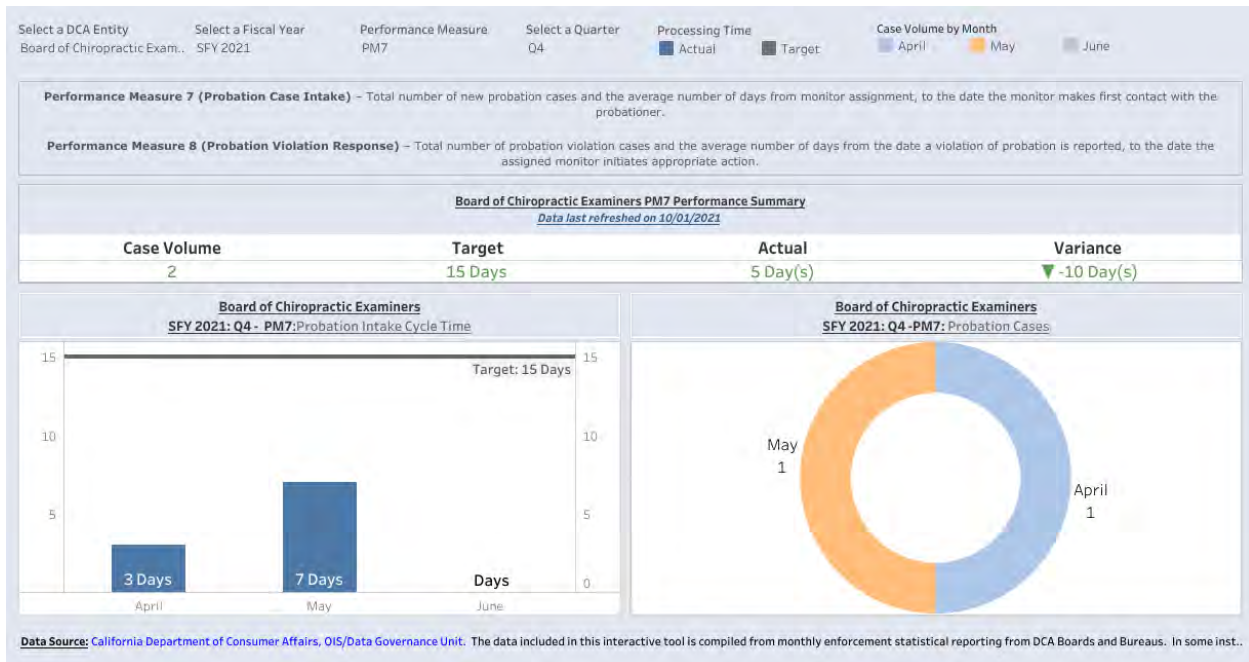 Select a DCA Entity Select a Fiscal Year Performance Measure Select a Quarter Processing Time Case Volume by Month
Board of Chiropractic Exam.. SFY 2021 PM7 Q4 Actual Target April May June
Performance Measure 7 (Probation Case Intake) – Total number of new probation cases and the average number of days from monitor assignment, to the date the monitor makes first contact with the
probationer.
Performance Measure 8 (Probation Violation Response) – Total number of probation violation cases and the average number of days from the date a violation of probation is reported, to the date the
assigned monitor initiates appropriate action.
Board of Chiropractic Examiners PM7 Performance Summary
Data last refreshed on 10/01/2021
Case Volume Target Actual Variance
2 15 Days 5 Day(s) ▼ -10 Day(s)
Board of Chiropractic Examiners
SFY 2021: Q4 - PM7:Probation Intake Cycle Time
15 15
Target: 15 Days
10 10
5 5
3 Days 7 Days Days 0
April May June
Board of Chiropractic Examiners
SFY 2021: Q4 -PM7: Probation Cases
May
1
April
1
Data Source: California Department of Consumer Affairs, OIS/Data Governance Unit. The data included in this interactive tool is compiled from monthly enforcement statistical reporting from DCA Boards and Bureaus. In some inst..